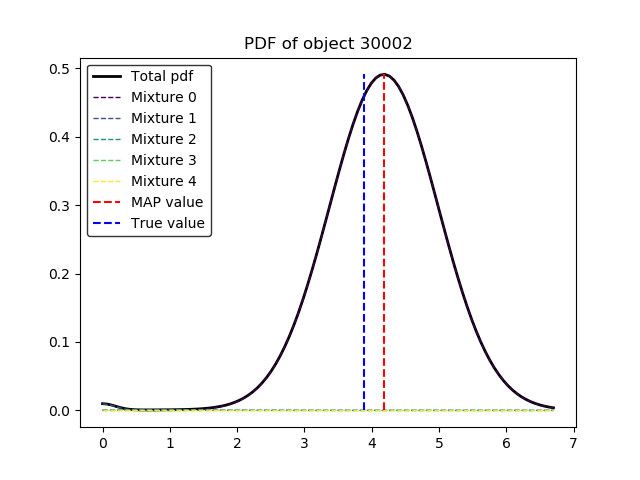 PDF of object 30002
Total pdf
Mixture 0
Mixture 1
Mixture 2
Mixture 3
Mixture 4
MAP value
True value
0.5
0.4
0.3
0.2
0.1
0.0
0 1 2 3 4 5 6 7